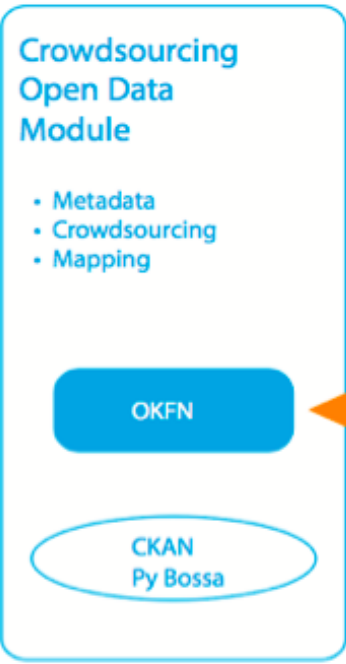 Crowdsourcing
Open Data
Module
• Metadata
• Crowdsourcing
• Mapping
OKFN
CKAN
Py Bossa